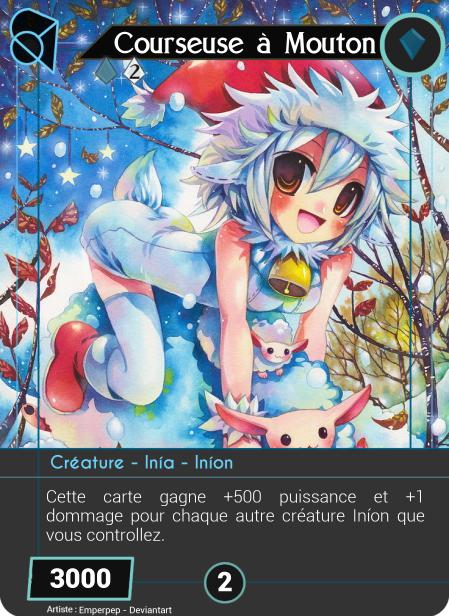 Courseuse à Mouton
2
Créature - Inía - Iníon
Cette carte gagne +500 puissance et +1
dommage pour chaque autre créature Iníon que
vous controllez.
3000
2
Artiste : Emperpep - Deviantart